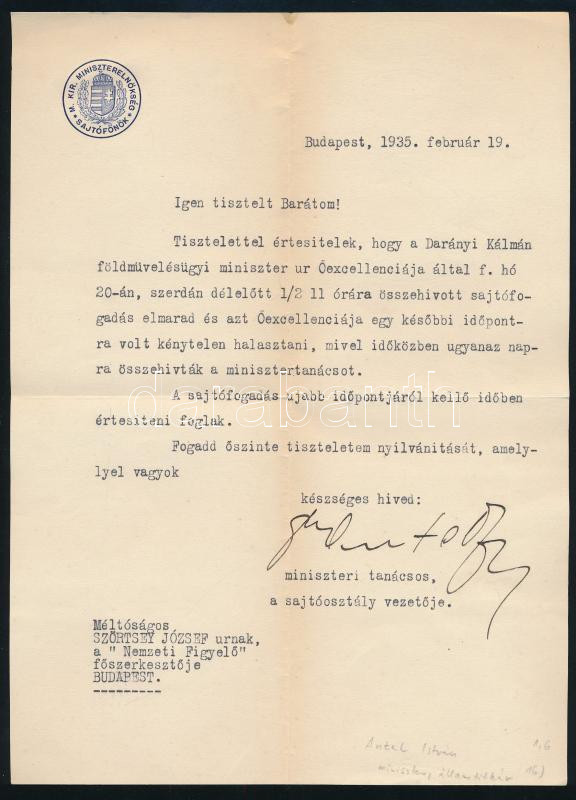 M. KIR. MINISZTERELNÖKSÉG
* SAJTÓFŐNÖK *
Budapest, 1935. február 19.
Igen tisztelt Barátom!
Tisztelettel értesitelek, hogy a Darányi Kálmán
földmüvelésügyi miniszter ur Őexcellenciája által f. hó
20-án, szerdán délelőtt 1/2 11 órára összehivott sajtófo-
gadás elmarad és azt Őexcellenciája egy későbbi időpont-
ra volt kénytelen halasztani, mivel időközben ugyanaz nap-
ra összehivták a minisztertanácsot.
A sajtófogadás ujabb időpontjáról kellő időben
értesiteni foglak.
Fogadd őszinte tiszteletem nyilvánitását, amely-
lyel vagyok
darabanth
készséges hived:
miniszteri tanácsos,
a sajtóosztály vezetője.
Méltóságos
SZÖRTSEY JÓZSEF urnak,
a " Nemzeti Figyelő"
főszerkesztője
BUDAPEST.
----------
Antal István
miniszter, államtitkár